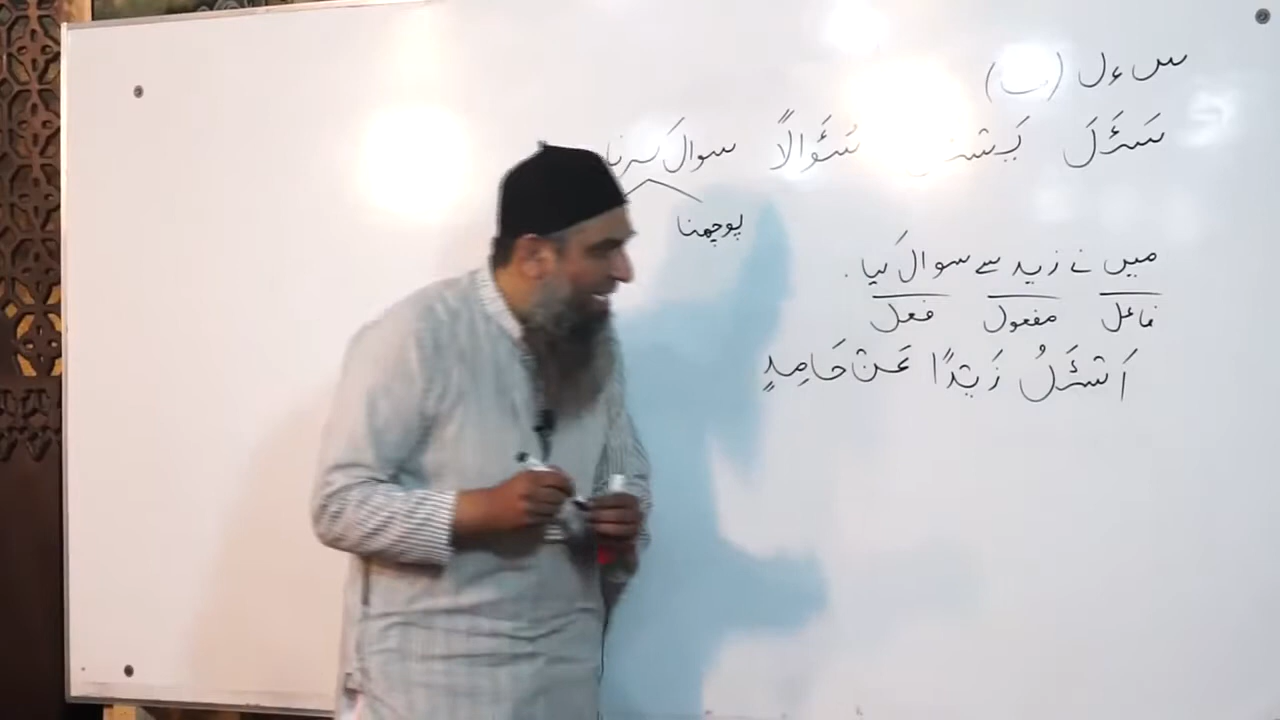 س ء ل (ف)
سَئَلَ سُؤَالًا سوال کرنا
پوچھنا
میں نے زید سے سوال کیا ۔
فاعل مفعول فعل
اَسْئَلُ زَیْدًا عَنْ حَامِدٍ